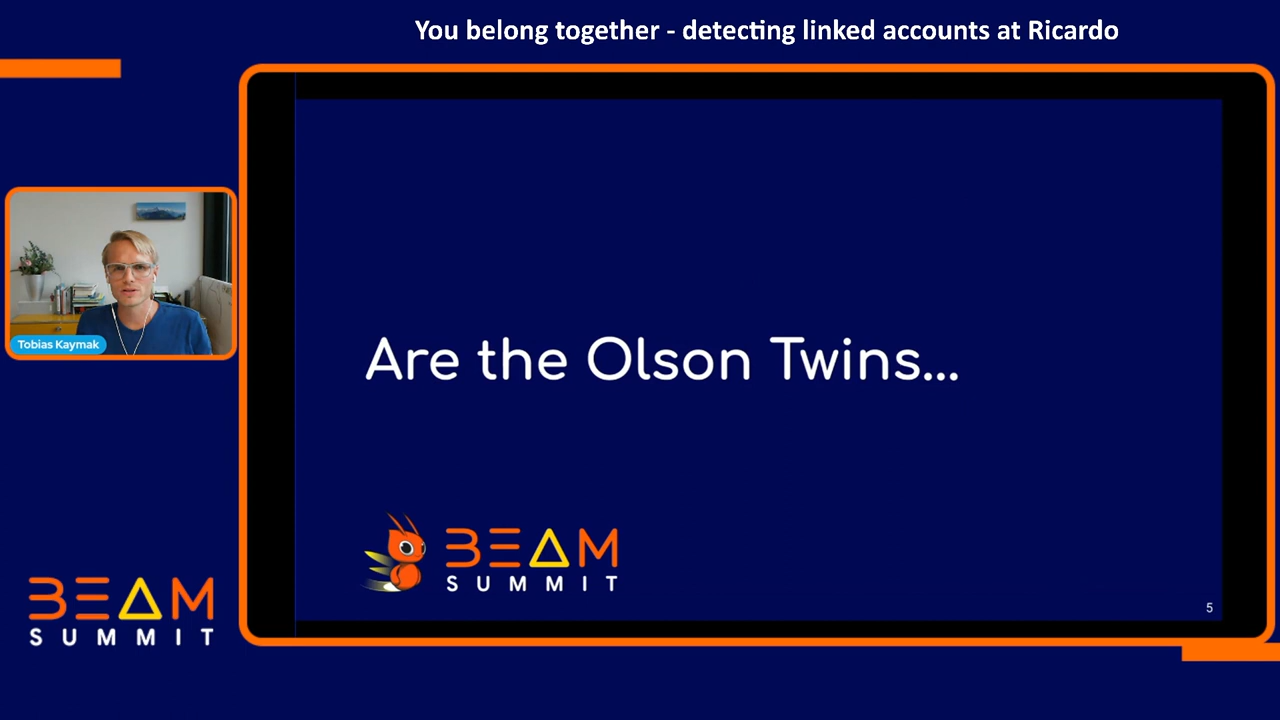 You belong together - detecting linked accounts at Ricardo
Tobias Kaymak
Are the Olson Twins...
BEAM
SUMMIT
5
BEAM
SUMMIT